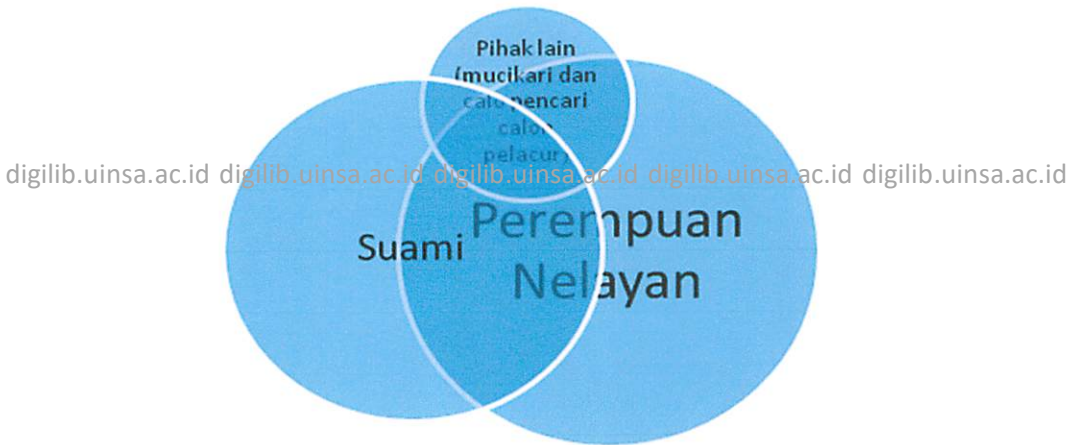 Pihak lain
(mucikari dan
calo pencari
calon
pelacur)
digilib.uinsa.ac.id digilib.uinsa.ac.id digilib.uinsa.ac.id digilib.uinsa.ac.id digilib.uinsa.ac.id
Perempuan
Suami
Nelayan